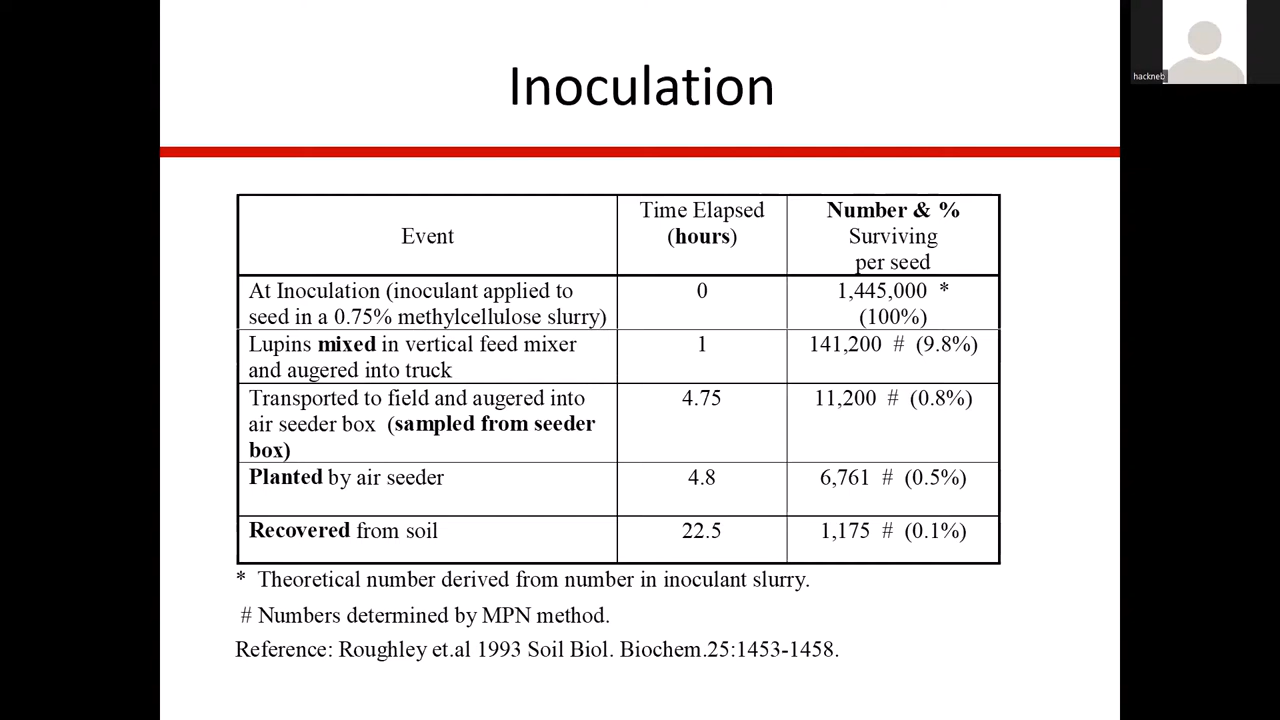 Inoculation
hackneb
Event
Time Elapsed
(hours)
Number & %
Surviving
per seed
At Inoculation (inoculant applied to
seed in a 0.75% methylcellulose slurry)
0
1,445,000 *
(100%)
Lupins mixed in vertical feed mixer
and augered into truck
1
141,200 # (9.8%)
Transported to field and augered into
air seeder box (sampled from seeder
box)
4.75
11,200 # (0.8%)
Planted by air seeder
4.8
6,761 # (0.5%)
Recovered from soil
22.5
1,175 # (0.1%)
* Theoretical number derived from number in inoculant slurry.
# Numbers determined by MPN method.
Reference: Roughley et.al 1993 Soil Biol. Biochem.25:1453-1458.